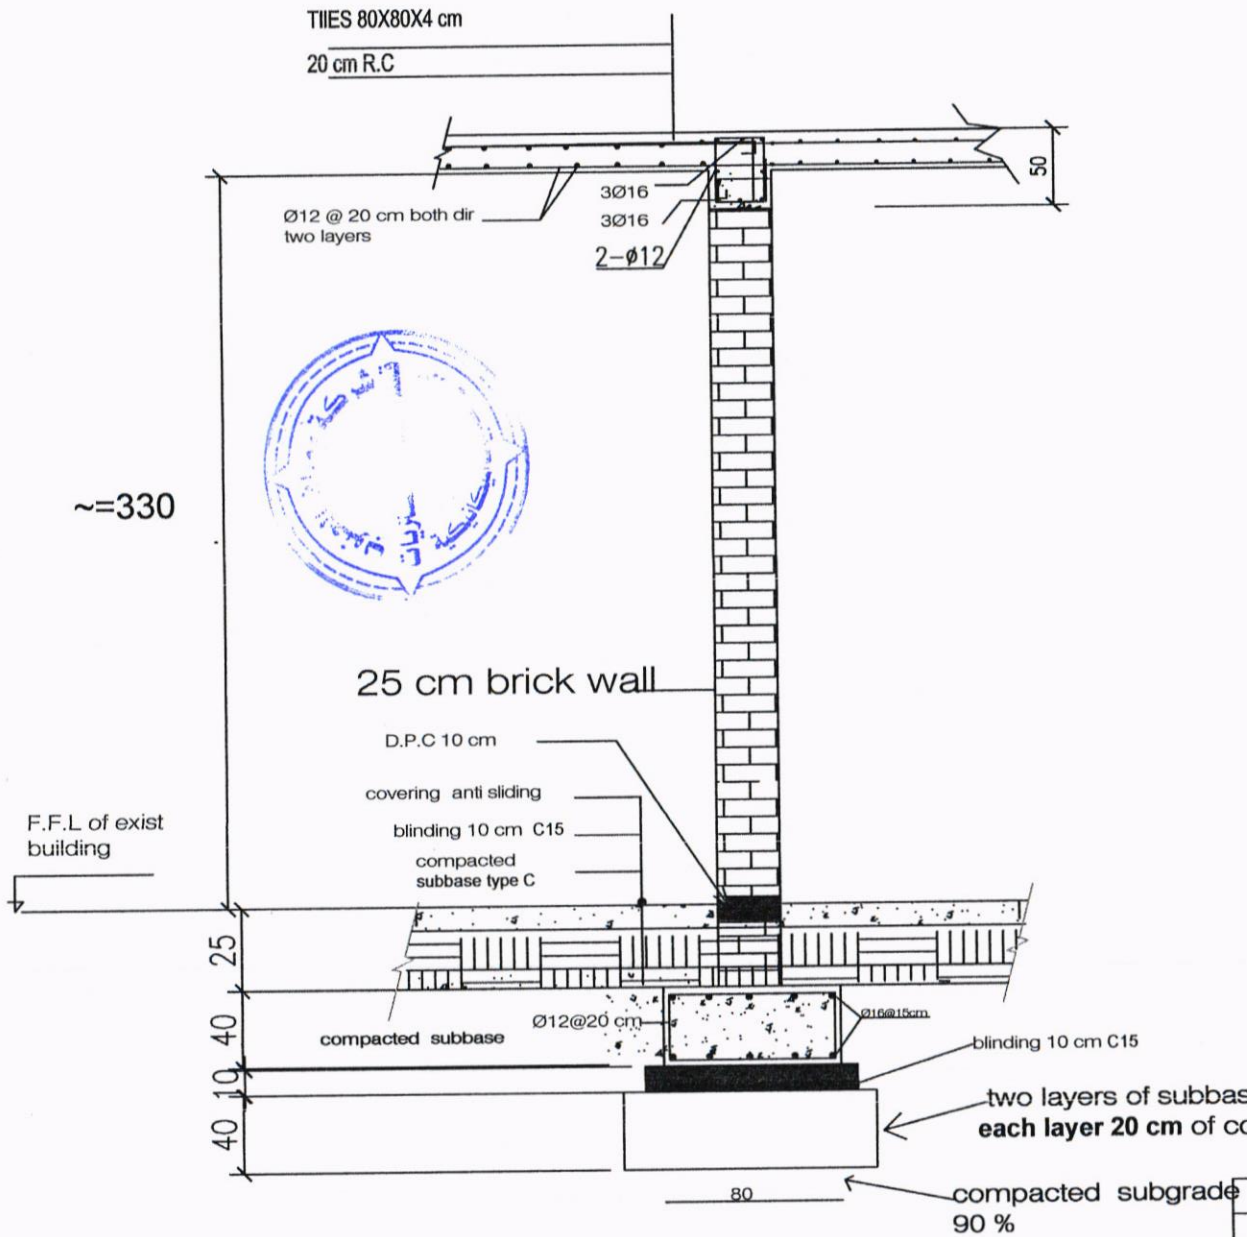 TIIES 80X80X4 cm
20 cm R.C
50
3Ø16
3Ø16
2-ø12
Ø12 @ 20 cm both dir
two layers
~=330
شركة
25 cm brick wall
D.P.C 10 cm
covering anti sliding
blinding 10 cm C15
compacted
subbase type C
F.F.L of exist
building
25
40
10
40
compacted subbase
Ø12@20 cm
Ø16@15cm
blinding 10 cm C15
two layers of subbas
each layer 20 cm of co
80
compacted subgrade
90 %